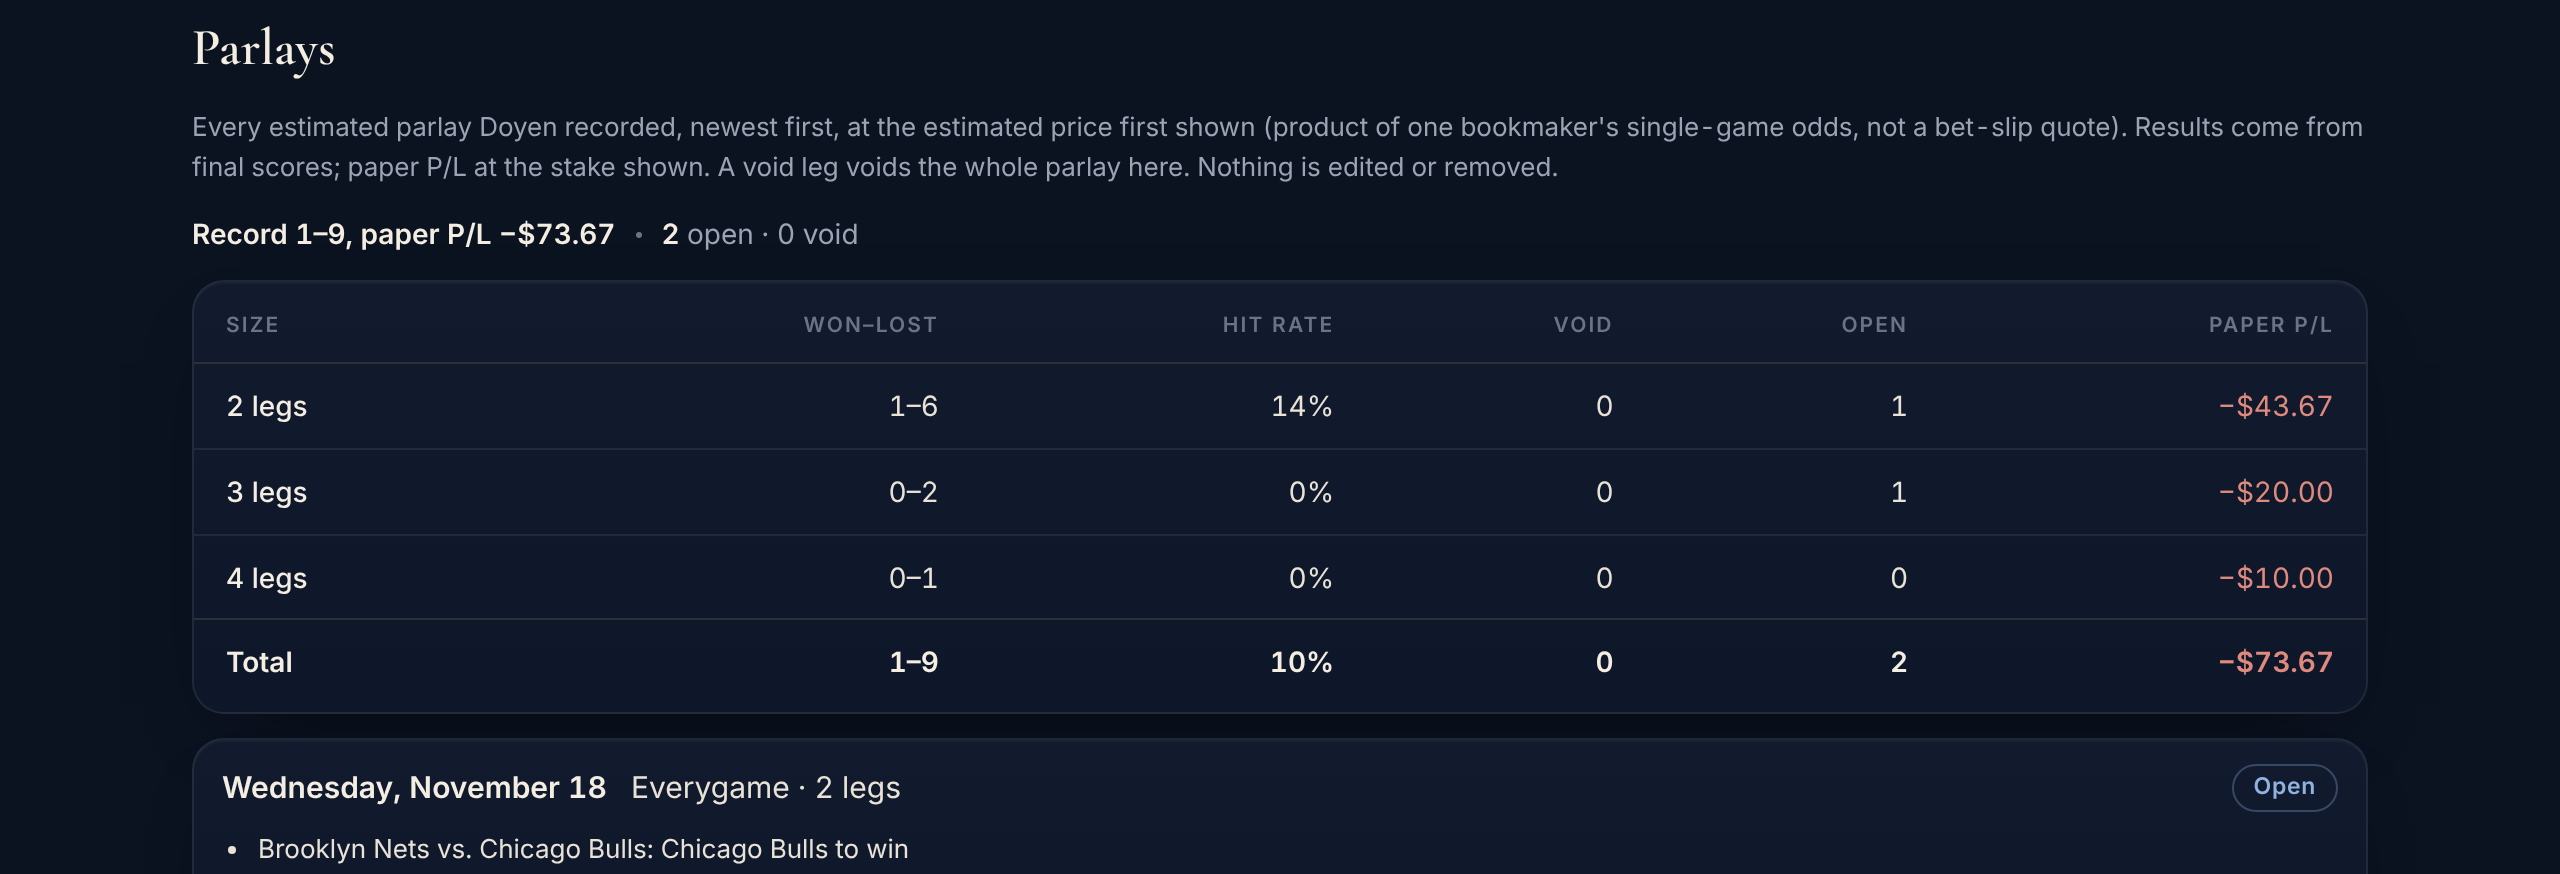 Parlays
Every estimated parlay Doyen recorded, newest first, at the estimated price first shown (product of one bookmaker's single-game odds, not a bet-slip quote). Results come from
final scores; paper P/L at the stake shown. A void leg voids the whole parlay here. Nothing is edited or removed.
Record 1–9, paper P/L −$73.67 • 2 open · 0 void
SIZE WON–LOST HIT RATE VOID OPEN PAPER P/L
2 legs 1–6 14% 0 1 −$43.67
3 legs 0–2 0% 0 1 −$20.00
4 legs 0–1 0% 0 0 −$10.00
Total 1–9 10% 0 2 −$73.67
Wednesday, November 18 Everygame · 2 legs Open
• Brooklyn Nets vs. Chicago Bulls: Chicago Bulls to win